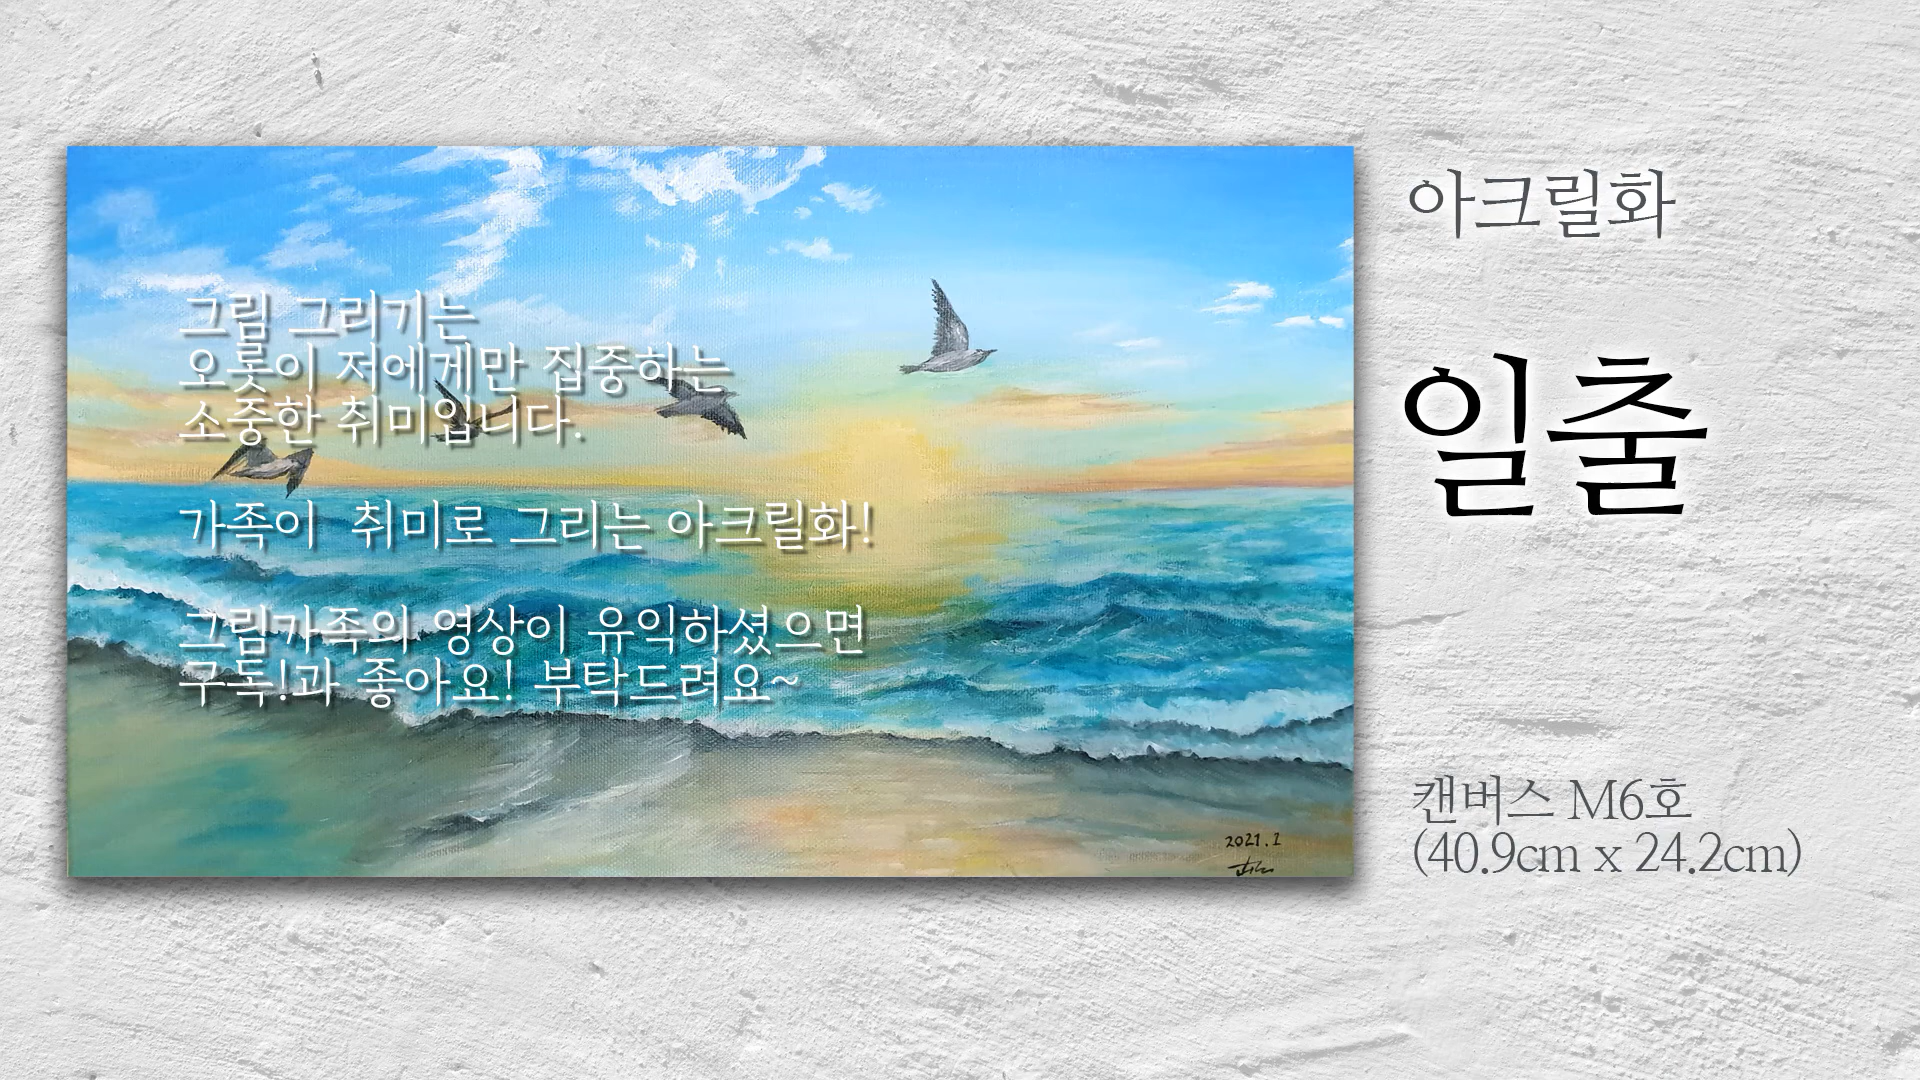 그림 그리기는
오롯이 저에게만 집중하는
소중한 취미입니다.
가족이 취미로 그리는 아크릴화!
그림가족의 영상이 유익하셨으면
구독!과 좋아요! 부탁드려요~
2021.1
아크릴화
일출
캔버스 M6호
(40.9cm x 24.2cm)